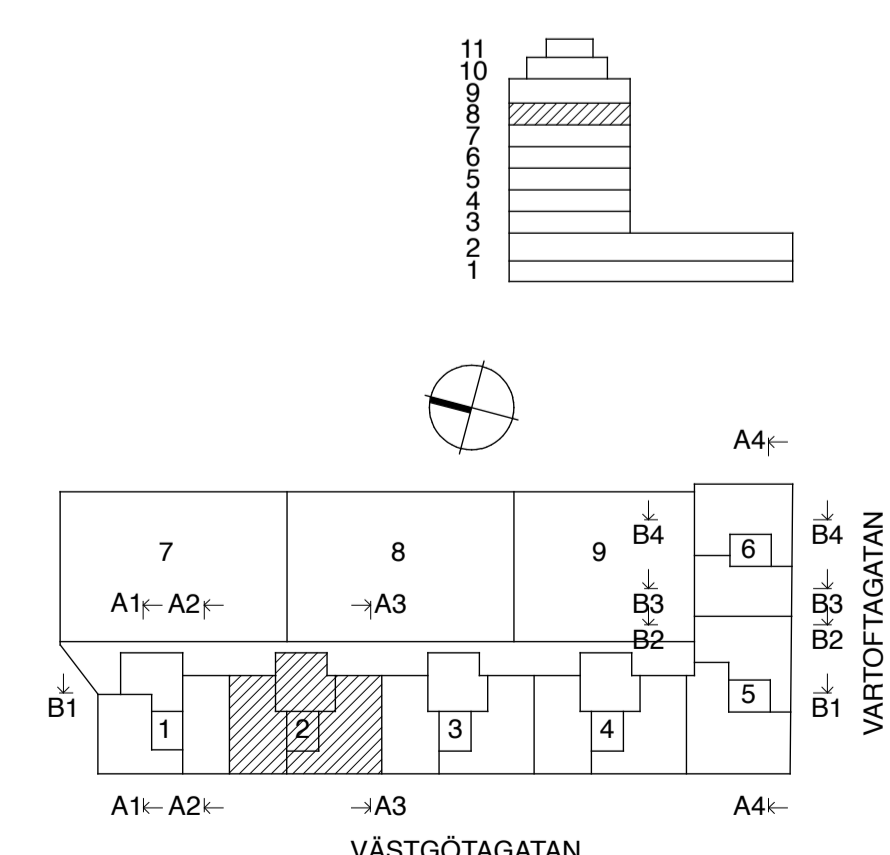 11
10
9
8
7
6
5
4
3
2
1
A4
7 8 9 B4 6 B4
A1 A2 A3 B3 B3
B2 B2
B1 1 2 3 4 5 B1
A1 A2 A3 A4
VARTOFTAGATAN
VÄSTGÖTAGATAN